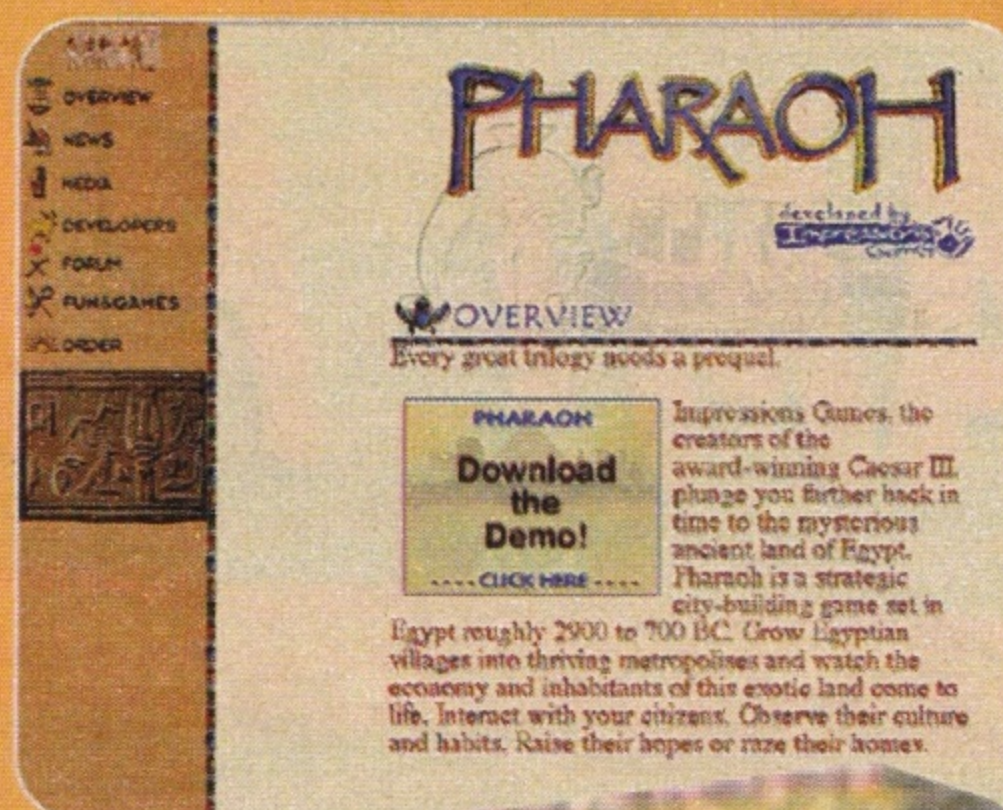 OVERVIEW
NEWS
MEDIA
DEVELOPERS
FORUM
FUN&GAMES
ORDER
PHARAOH
developed by
Impressions
Games
OVERVIEW
Every great trilogy needs a prequel.
PHARAOH
Download
the
Demo!
---- CLICK HERE ----
Impressions Games, the
creators of the
award-winning Caesar III,
plunge you further back in
time to the mysterious
ancient land of Egypt.
Pharaoh is a strategic
city-building game set in
Egypt roughly 2900 to 700 BC. Grow Egyptian
villages into thriving metropolises and watch the
economy and inhabitants of this exotic land come to
life. Interact with your citizens. Observe their culture
and habits. Raise their hopes or raze their homes.